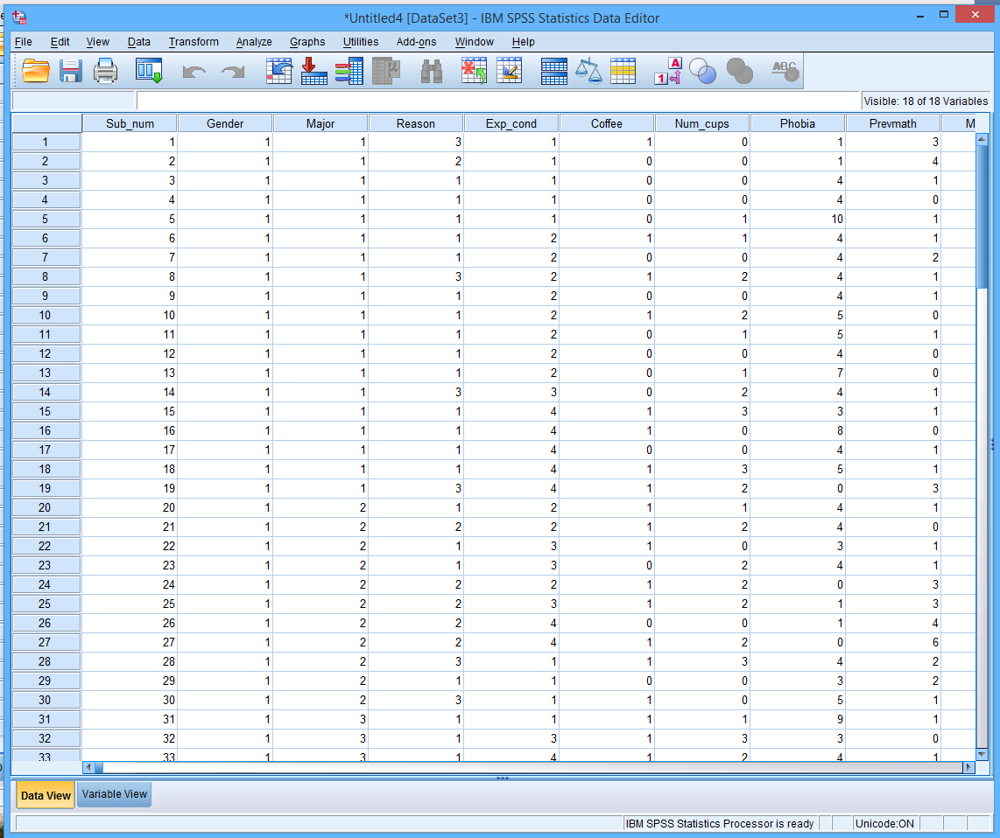 *Untitled4 [DataSet3] - IBM SPSS Statistics Data Editor
File Edit View Data Transform Analyze Graphs Utilities Add-ons Window Help
Visible: 18 of 18 Variables
Sub_num Gender Major Reason Exp_cond Coffee Num_cups Phobia Prevmath M
1 1 1 1 3 1 1 0 1 3
2 2 1 1 2 1 0 0 1 4
3 3 1 1 1 1 0 0 4 1
4 4 1 1 1 1 0 0 4 0
5 5 1 1 1 1 0 1 10 1
6 6 1 1 1 2 1 1 4 1
7 7 1 1 1 2 0 0 4 2
8 8 1 1 3 2 1 2 4 1
9 9 1 1 1 2 0 0 4 1
10 10 1 1 1 2 1 2 5 0
11 11 1 1 1 2 0 1 5 1
12 12 1 1 1 2 0 0 4 0
13 13 1 1 1 2 0 1 7 0
14 14 1 1 3 3 0 2 4 1
15 15 1 1 1 4 1 3 3 1
16 16 1 1 1 4 1 0 8 0
17 17 1 1 1 4 0 0 4 1
18 18 1 1 1 4 1 3 5 1
19 19 1 1 3 4 1 2 0 3
20 20 1 2 1 2 1 1 4 1
21 21 1 2 2 2 1 2 4 0
22 22 1 2 1 3 1 0 3 1
23 23 1 2 1 3 0 2 4 1
24 24 1 2 2 2 1 2 0 3
25 25 1 2 2 3 1 2 1 3
26 26 1 2 2 4 0 0 1 4
27 27 1 2 2 4 1 2 0 6
28 28 1 2 3 1 1 3 4 2
29 29 1 2 1 1 0 0 3 2
30 30 1 2 3 1 1 0 5 1
31 31 1 3 1 1 1 1 9 1
32 32 1 3 1 3 1 3 3 0
33 33 1 3 1 4 1 2 4 1
Data View Variable View
IBM SPSS Statistics Processor is ready Unicode:ON